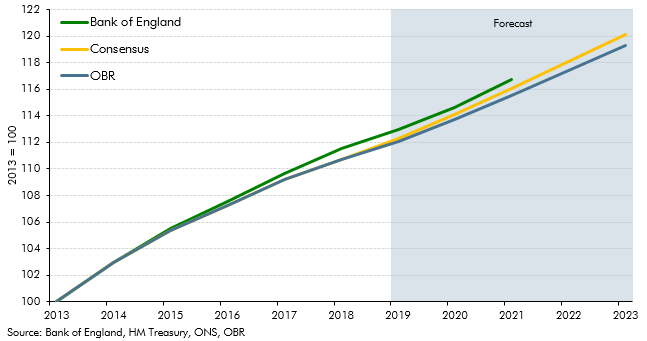 Bank of England
Consensus
OBR
Forecast
2013 = 100
122
120
118
116
114
112
110
108
106
104
102
100
2013 2014 2015 2016 2017 2018 2019 2020 2021 2022 2023
Source: Bank of England, HM Treasury, ONS, OBR